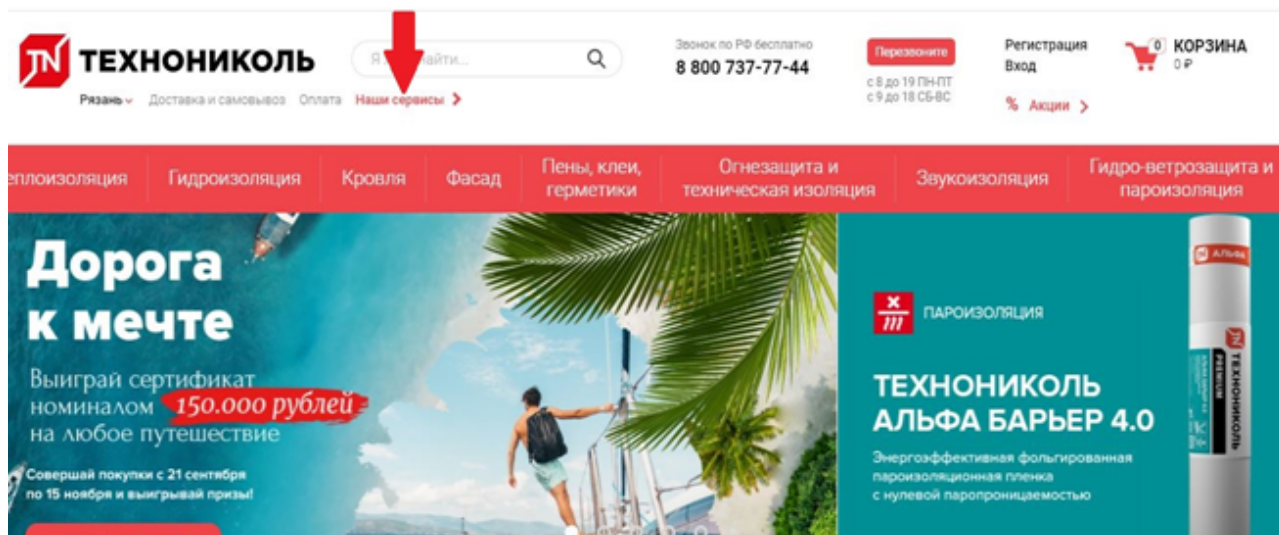 ТЕХНОНИКОЛЬ
Я найти...
Звонок по РФ бесплатно
8 800 737-77-44
Перезвоните
с 8 до 19 ПН-ПТ
с 9 до 18 СБ-ВС
Регистрация
Вход
% Акции >
0
КОРЗИНА
0 ₽
Рязань Доставка и самовывоз Оплата Наши сервисы >
еплоизоляция
Гидроизоляция
Кровля
Фасад
Пены, клеи,
герметики
Огнезащита и
техническая изоляция
Звукоизоляция
Гидро-ветрозащита и
пароизоляция
Дорога
к мечте
Выиграй сертификат
номиналом 150.000 рублей
на любое путешествие
Совершай покупки с 21 сентября
по 15 ноября и выигрывай призы!
ПАРОИЗОЛЯЦИЯ
ТЕХНОНИКОЛЬ
АЛЬФА БАРЬЕР 4.0
Энергоэффективная фольгированная
пароизоляционная пленка
с нулевой паропроницаемостью
АЛЬФА
ТЕХНОНИКОЛЬ
PREMIUM